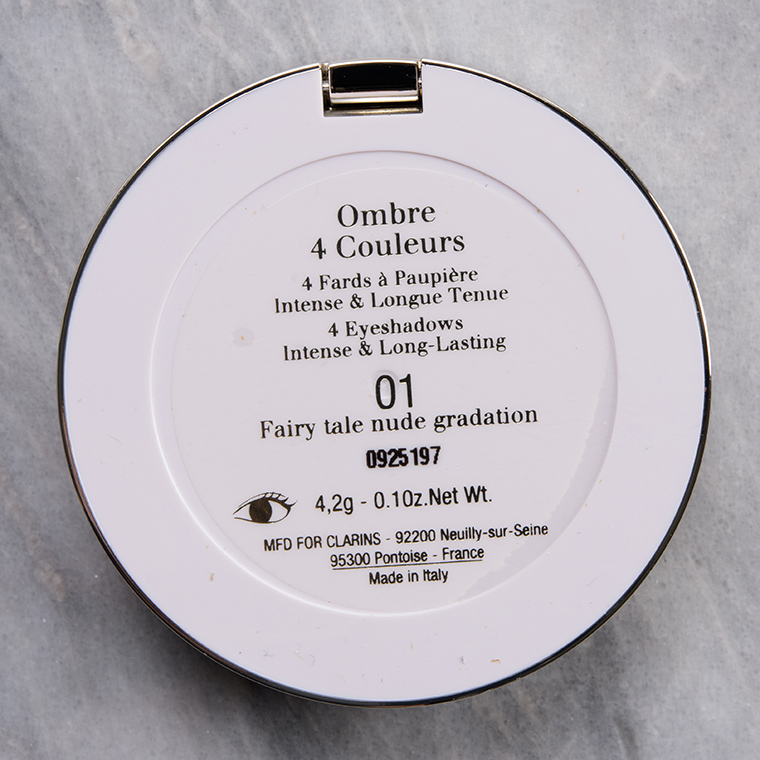 Ombre
4 Couleurs
4 Fards à Paupière
Intense & Longue Tenue
4 Eyeshadows
Intense & Long-Lasting
01
Fairy tale nude gradation
0925197
4,2g - 0.10z.Net Wt.
MFD FOR CLARINS - 92200 Neuilly-sur-Seine
95300 Pontoise - France
Made in Italy